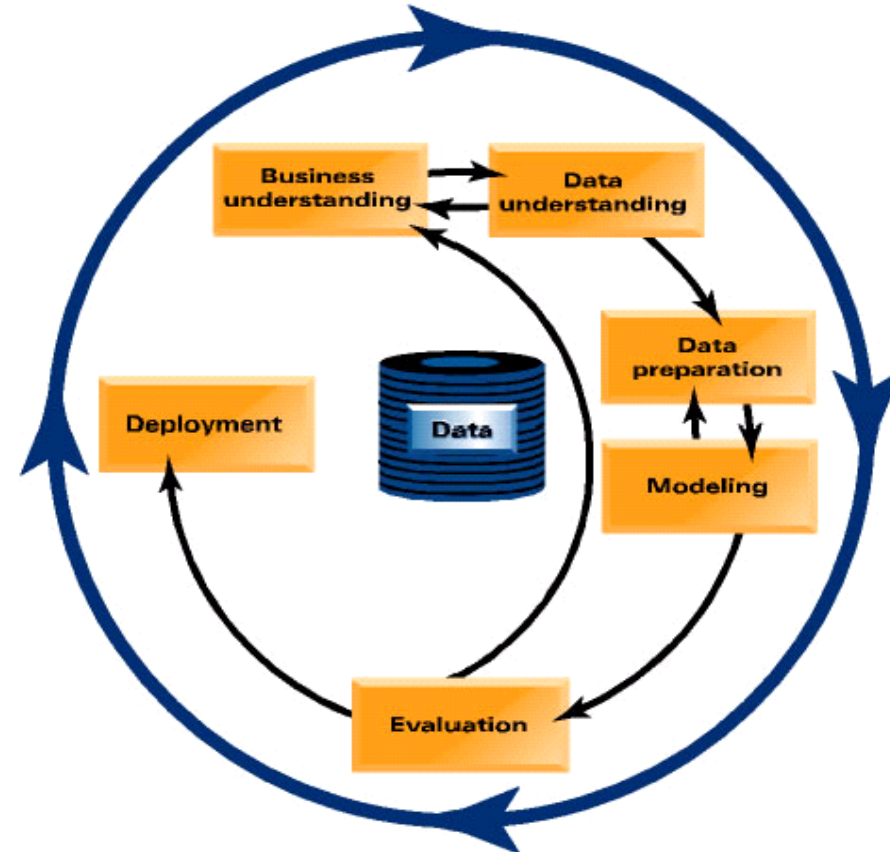 Business
understanding
Data
understanding
Data
preparation
Deployment
Data
Modeling
Evaluation